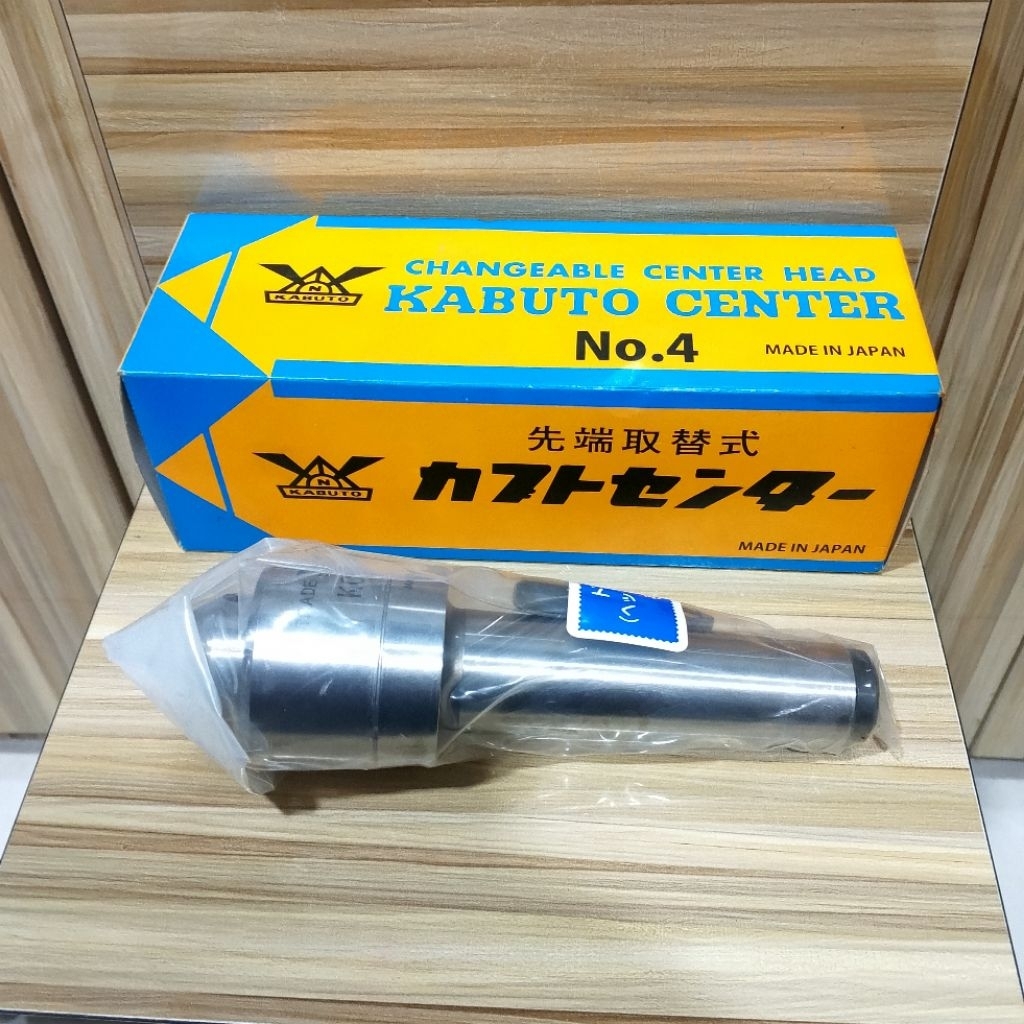 N
KABUTO
CHANGEABLE CENTER HEAD
KABUTO CENTER
No.4
MADE IN JAPAN
N
KABUTO
先端取替式
カブトセンター
MADE IN JAPAN